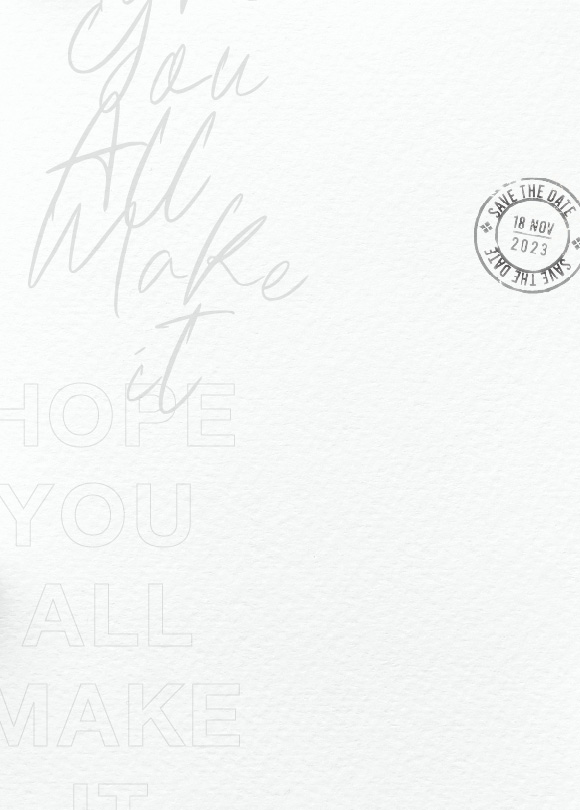 You
All
Make
it
SAVE THE DATE
18 NOV
2023
SAVE THE DATE
HOPE
YOU
ALL
MAKE
IT